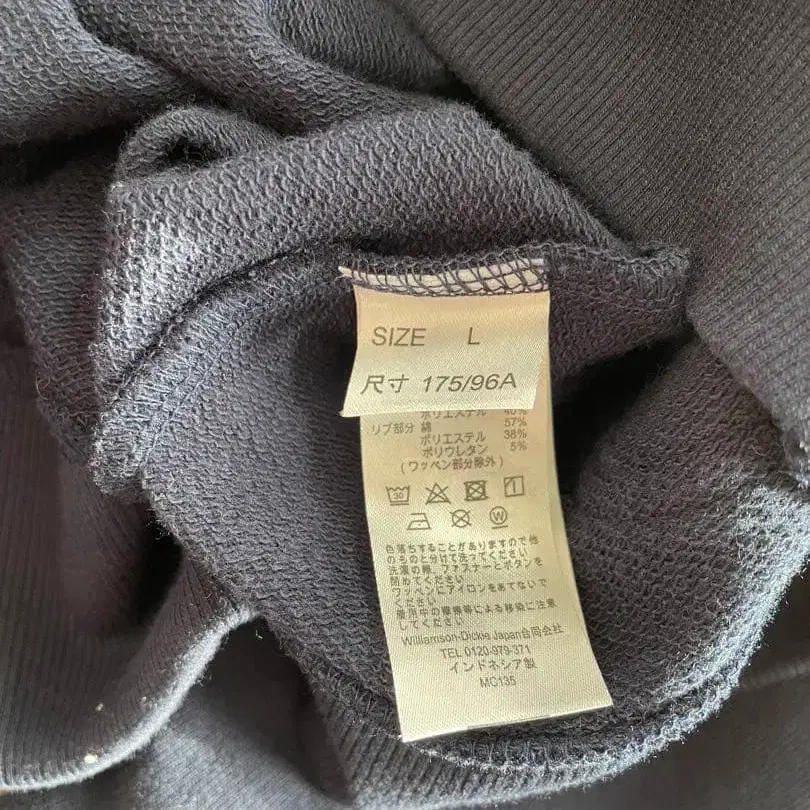 SIZE L
尺寸 175/96A
ポリエステル 40%
リブ部分 綿 57%
ポリエステル 38%
ポリウレタン 5%
(ワッペン部分除外)
30
W
色落ちすることがありますので他
のものと分けて洗ってください
洗濯の際、ファスナーとボタンを
閉めてください
ワッペンにアイロンをあてないで
ください
着用中の摩擦等による移染に注意
してください
Williamson-Dickie Japan合同会社
TEL 0120-979-371
インドネシア製
MC135